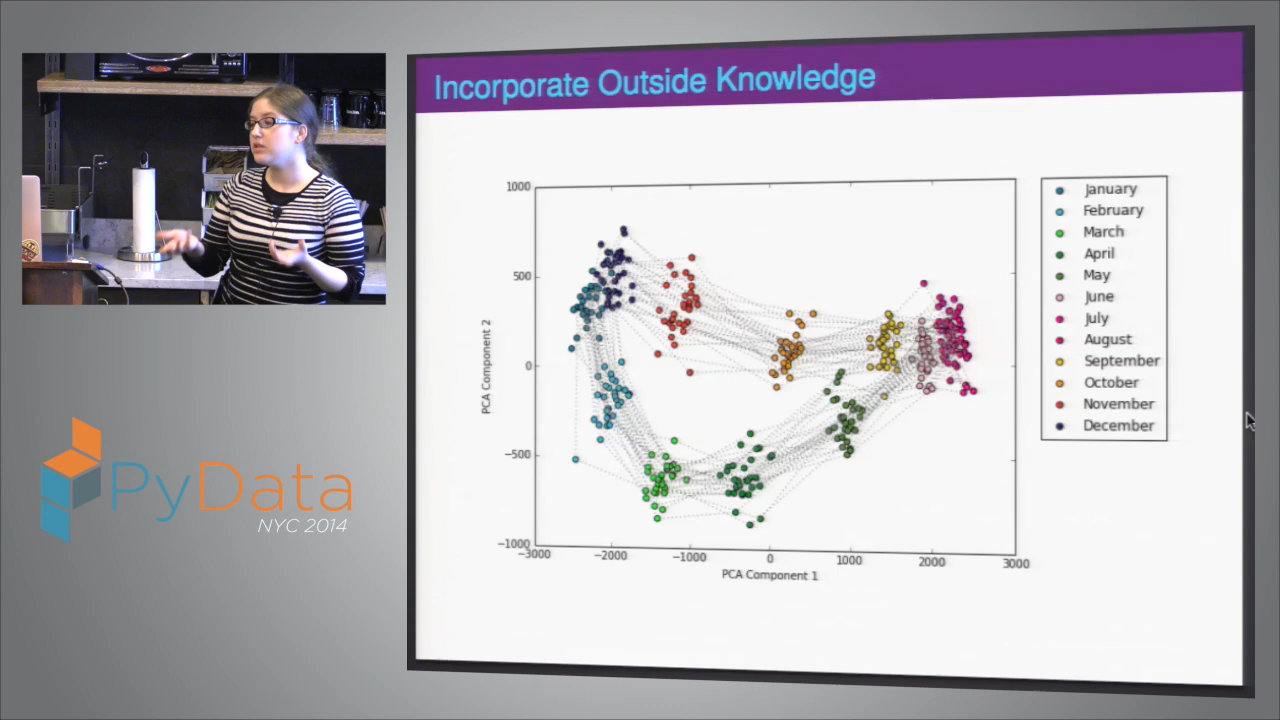 Incorporate Outside Knowledge
1000
500
0
−500
−1000
−3000
−2000
−1000
0
1000
2000
3000
PCA Component 2
PCA Component 1
January
February
March
April
May
June
July
August
September
October
November
December
PyData
NYC 2014